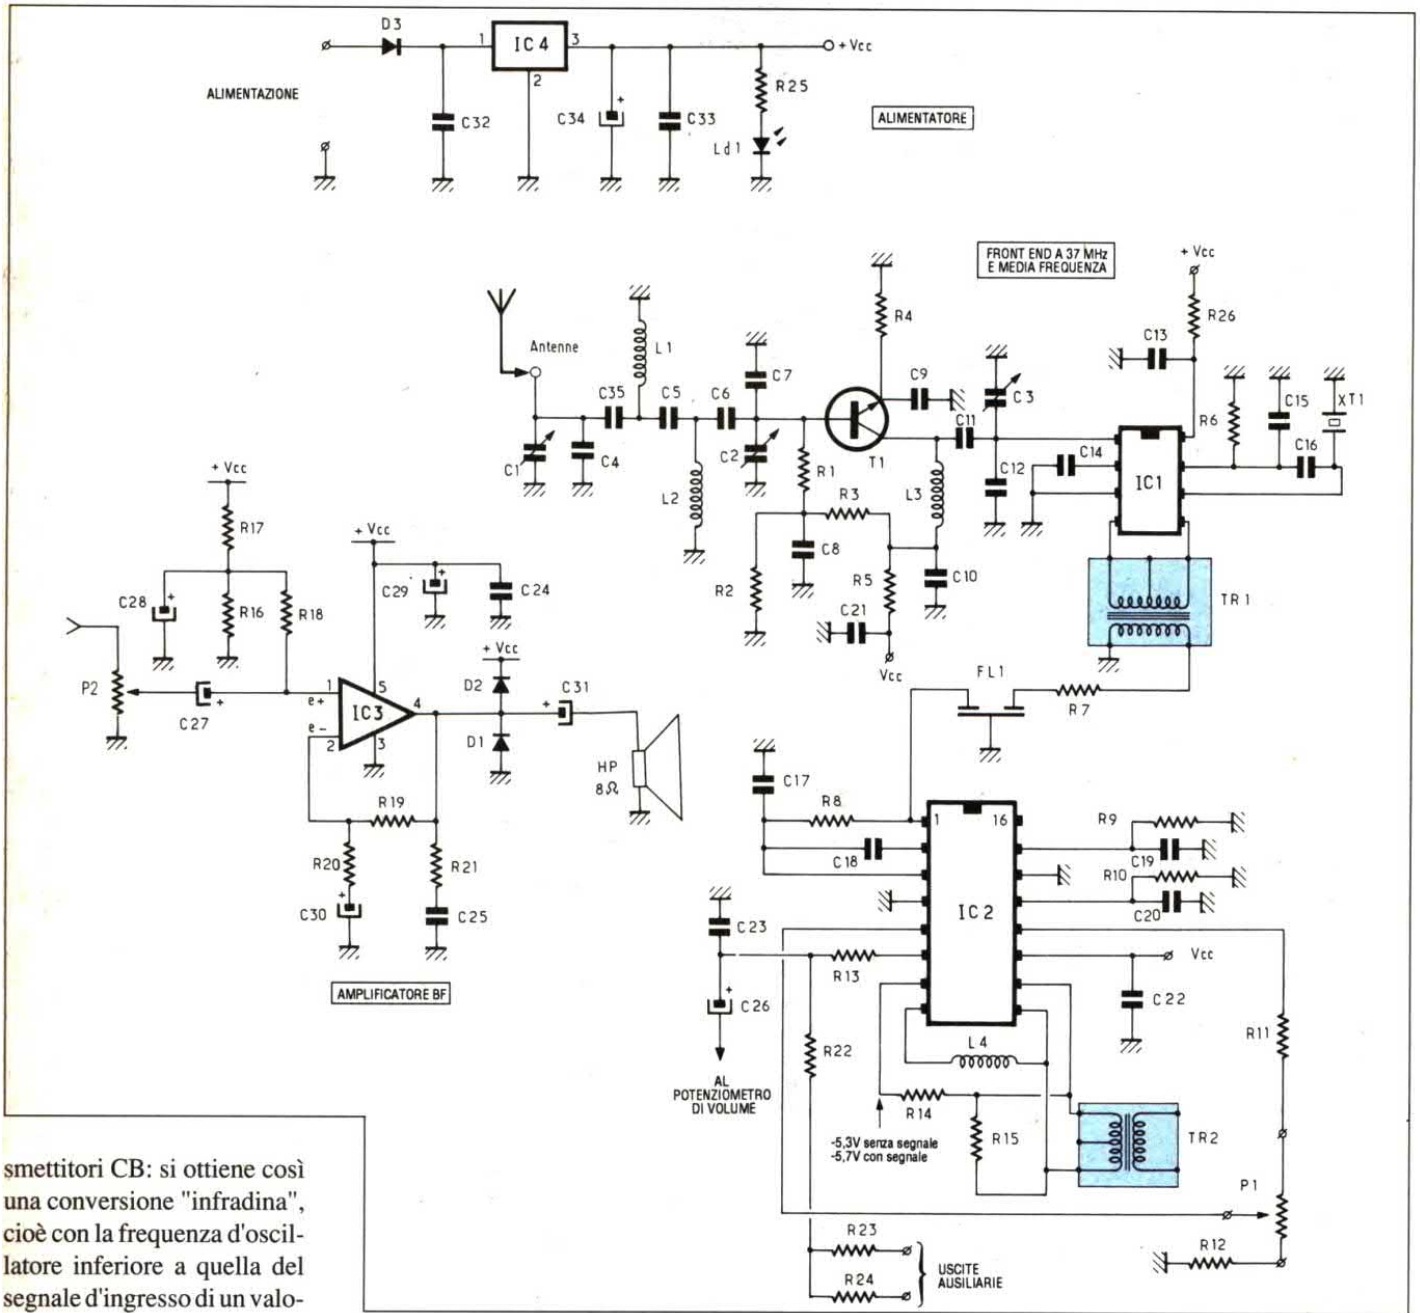 D3
1
IC4
3
2
+ Vcc
ALIMENTAZIONE
C32
+
C34
C33
R25
Ld1
ALIMENTATORE
FRONT END A 37 MHz
E MEDIA FREQUENZA
+ Vcc
R4
R26
C13
Antenne
L1
C7
C9
C3
C35
C5
C6
C11
R6
C15
XT1
C16
C1
C4
C2
T1
C14
IC1
L2
R1
R3
L3
C12
C8
R2
R5
C10
C21
Vcc
TR1
FL1
R7
+ Vcc
R17
+ Vcc
C28
+
R16
R18
C29
+
C24
+ Vcc
P2
D2
C31
+
1
5
4
e+
IC3
e -
2
3
C27
+
D1
HP
8Ω
R19
R20
R21
C30
+
C25
AMPLIFICATORE BF
C17
R8
1
16
R9
C18
C19
R10
IC2
C20
C23
R13
Vcc
+
C26
C22
R22
L4
R11
AL
POTENZIOMETRO
DI VOLUME
R14
-5,3V senza segnale
-5,7V con segnale
R15
TR2
P1
R23
R12
R24
USCITE
AUSILIARIE
smettitori CB: si ottiene così
una conversione "infradina",
cioè con la frequenza d'oscil-
latore inferiore a quella del
segnale d'ingresso di un valo-